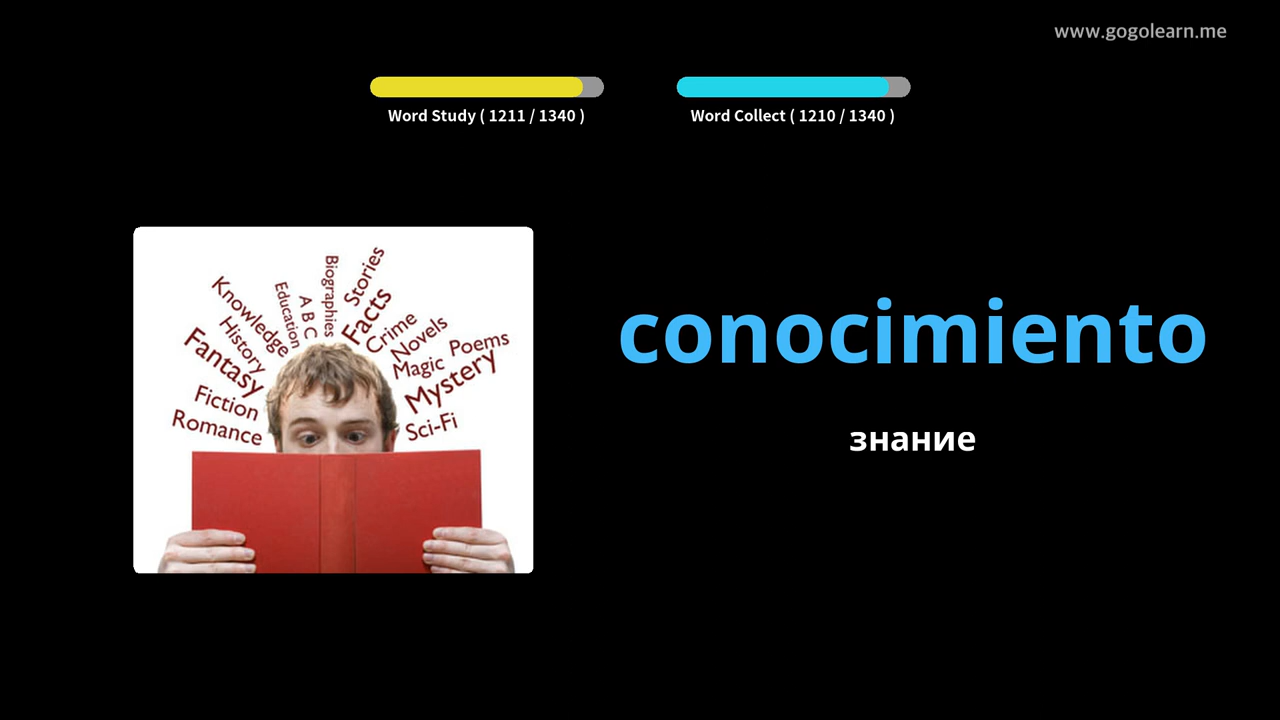 www.gogolearn.me
Word Study ( 1211 / 1340 )
Word Collect ( 1210 / 1340 )
Knowledge
Education
A B C
Biographies
Stories
Facts
History
Crime
Novels
Fantasy
Magic
Poems
Mystery
Fiction
Romance
Sci-Fi
conocimiento
знание